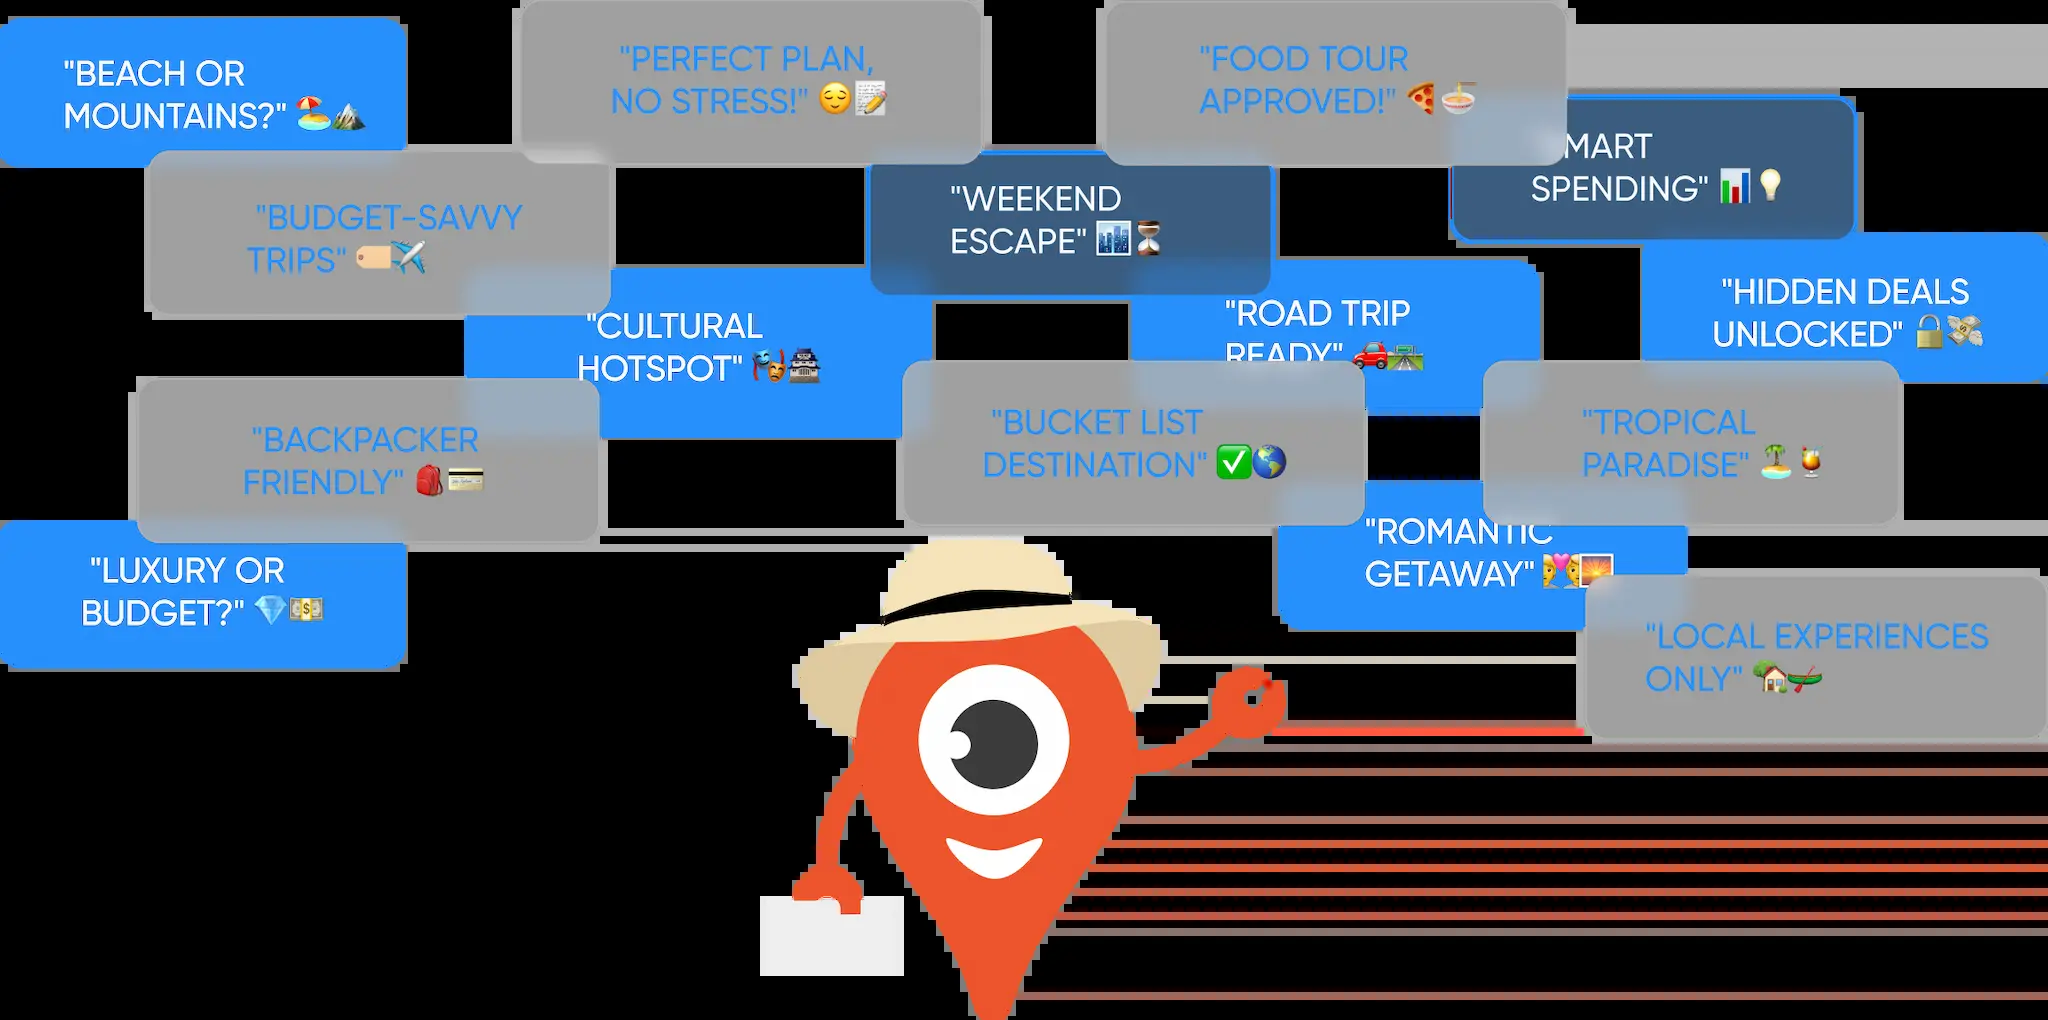 "BEACH OR
MOUNTAINS?" 🏖️⛰️
"PERFECT PLAN,
NO STRESS!" 😌📝
"FOOD TOUR
APPROVED!" 🍕🍜
MART
SPENDING" 📊💡
"BUDGET-SAVVY
TRIPS" 🏷️✈️
"WEEKEND
ESCAPE" 🏙️⏳
"HIDDEN DEALS
UNLOCKED" 🔒💸
"CULTURAL
HOTSPOT" 🎭🏯
"ROAD TRIP
READY" 🚗🛣️
"BACKPACKER
FRIENDLY" 🎒💳
"BUCKET LIST
DESTINATION" ✅🌎
"TROPICAL
PARADISE" 🏝️🍹
"LUXURY OR
BUDGET?" 💎💵
"ROMANTIC
GETAWAY" 💑🌅
"LOCAL EXPERIENCES
ONLY" 🏡🛶